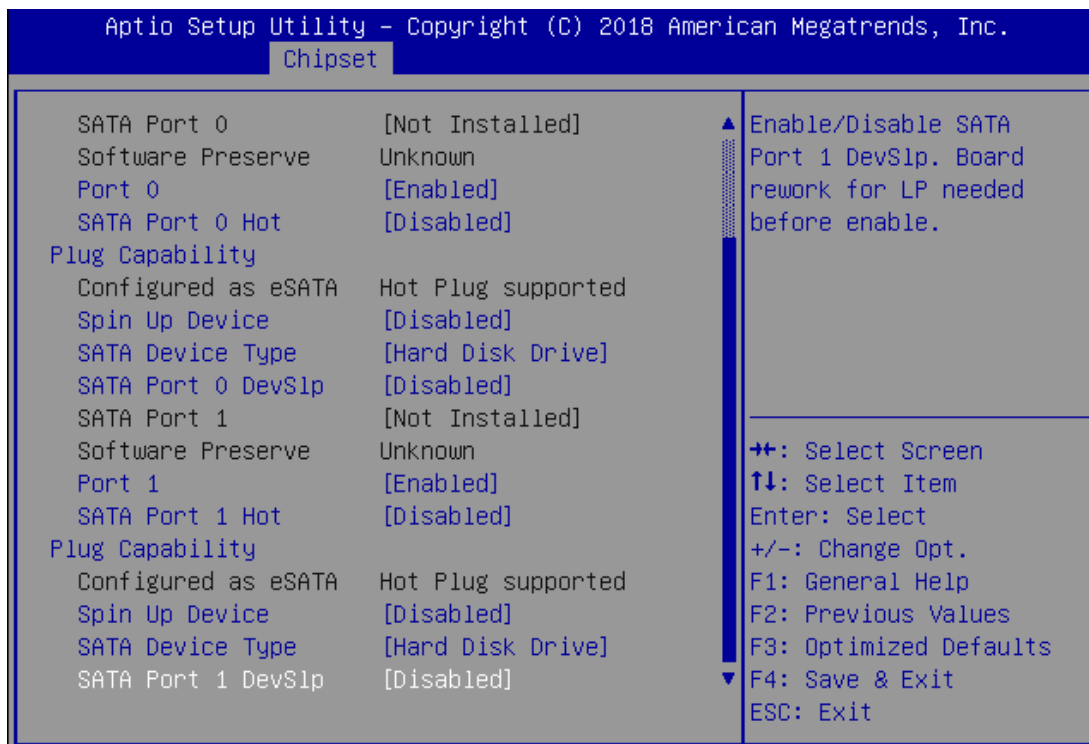 Aptio Setup Utility – Copyright (C) 2018 American Megatrends, Inc.
Chipset
SATA Port 0 [Not Installed]
Software Preserve Unknown
Port 0 [Enabled]
SATA Port 0 Hot [Disabled]
Plug Capability
Configured as eSATA Hot Plug supported
Spin Up Device [Disabled]
SATA Device Type [Hard Disk Drive]
SATA Port 0 DevSlp [Disabled]
SATA Port 1 [Not Installed]
Software Preserve Unknown
Port 1 [Enabled]
SATA Port 1 Hot [Disabled]
Plug Capability
Configured as eSATA Hot Plug supported
Spin Up Device [Disabled]
SATA Device Type [Hard Disk Drive]
SATA Port 1 DevSlp [Disabled]
Enable/Disable SATA
Port 1 DevSlp. Board
rework for LP needed
before enable.
→←: Select Screen
↑↓: Select Item
Enter: Select
+/-: Change Opt.
F1: General Help
F2: Previous Values
F3: Optimized Defaults
F4: Save & Exit
ESC: Exit